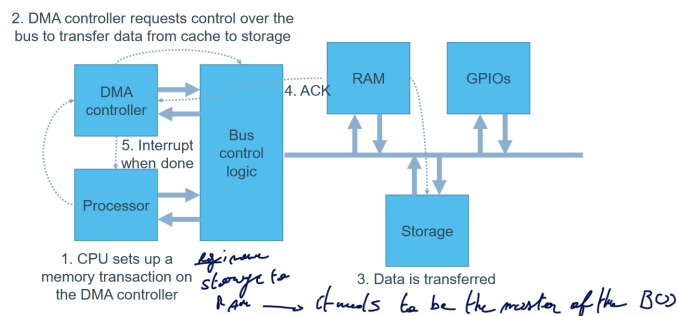 2. DMA controller requests control over the
bus to transfer data from cache to storage
DMA
controller
Bus
control
logic
4. ACK
RAM
GPIOs
5. Interrupt
when done
Processor
Storage
1. CPU sets up a
memory transaction on
the DMA controller
3. Data is transferred
storage to
RAM → it needs to be the master of the BUS